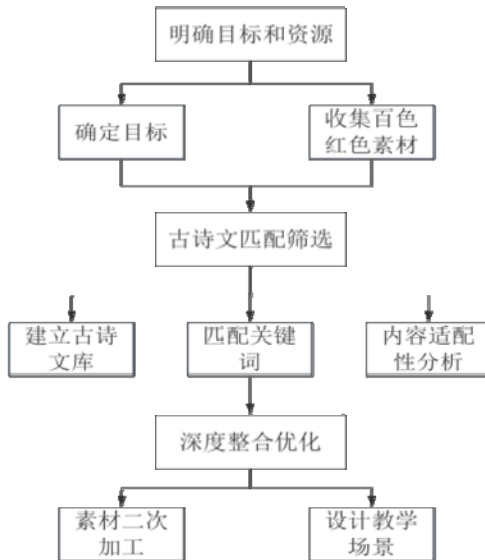 明确目标和资源
确定目标
收集百色
红色素材
古诗文匹配筛选
建立古诗
文库
匹配关键
词
内容适配
性分析
深度整合优化
素材二次
加工
设计教学
场景